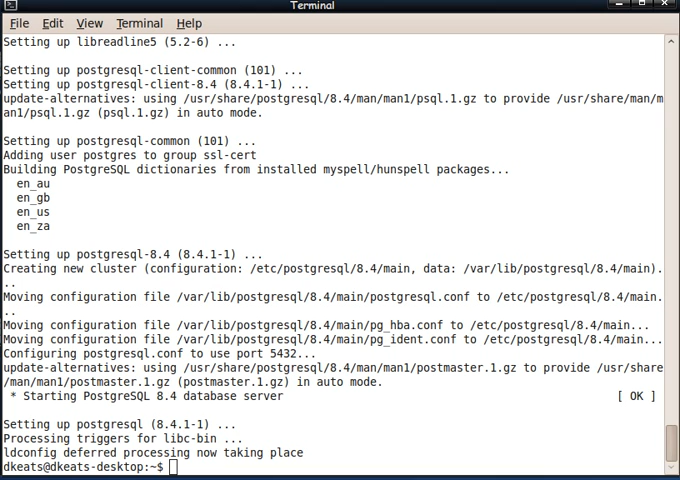 Terminal
File Edit View Terminal Help
Setting up libreadline5 (5.2-6) ...
Setting up postgresql-client-common (101) ...
Setting up postgresql-client-8.4 (8.4.1-1) ...
update-alternatives: using /usr/share/postgresql/8.4/man/man1/psql.1.gz to provide /usr/share/man/m
an1/psql.1.gz (psql.1.gz) in auto mode.
Setting up postgresql-common (101) ...
Adding user postgres to group ssl-cert
Building PostgreSQL dictionaries from installed myspell/hunspell packages...
en_au
en_gb
en_us
en_za
Setting up postgresql-8.4 (8.4.1-1) ...
Creating new cluster (configuration: /etc/postgresql/8.4/main, data: /var/lib/postgresql/8.4/main).
..
Moving configuration file /var/lib/postgresql/8.4/main/postgresql.conf to /etc/postgresql/8.4/main.
..
Moving configuration file /var/lib/postgresql/8.4/main/pg_hba.conf to /etc/postgresql/8.4/main...
Moving configuration file /var/lib/postgresql/8.4/main/pg_ident.conf to /etc/postgresql/8.4/main...
Configuring postgresql.conf to use port 5432...
update-alternatives: using /usr/share/postgresql/8.4/man/man1/postmaster.1.gz to provide /usr/share
/man/man1/postmaster.1.gz (postmaster.1.gz) in auto mode.
* Starting PostgreSQL 8.4 database server [ OK ]
Setting up postgresql (8.4.1-1) ...
Processing triggers for libc-bin ...
ldconfig deferred processing now taking place
dkeats@dkeats-desktop:~$